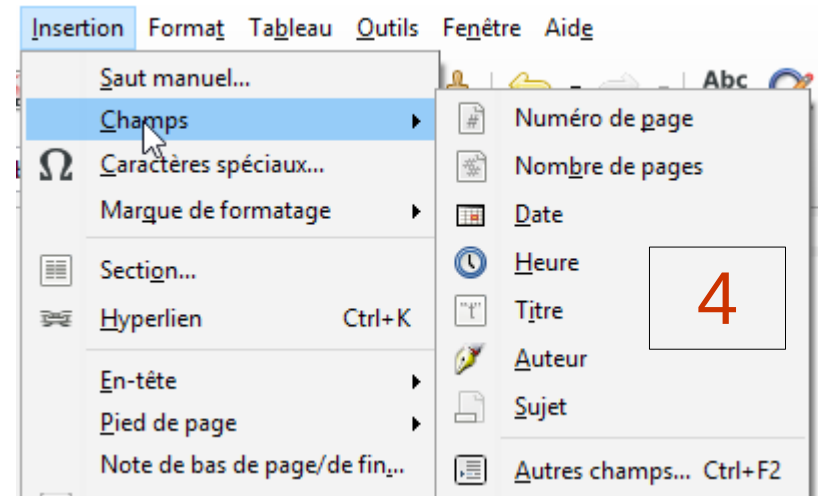 Insertion Format Tableau Outils Fenêtre Aide
Saut manuel...
Abc
Champs
Caractères spéciaux...
Marque de formatage
Section...
Hyperlien Ctrl+K
En-tête
Pied de page
Note de bas de page/de fin...
#
Numéro de page
Nombre de pages
Date
Heure
"t" Titre
Auteur
Sujet
Autres champs... Ctrl+F2
4